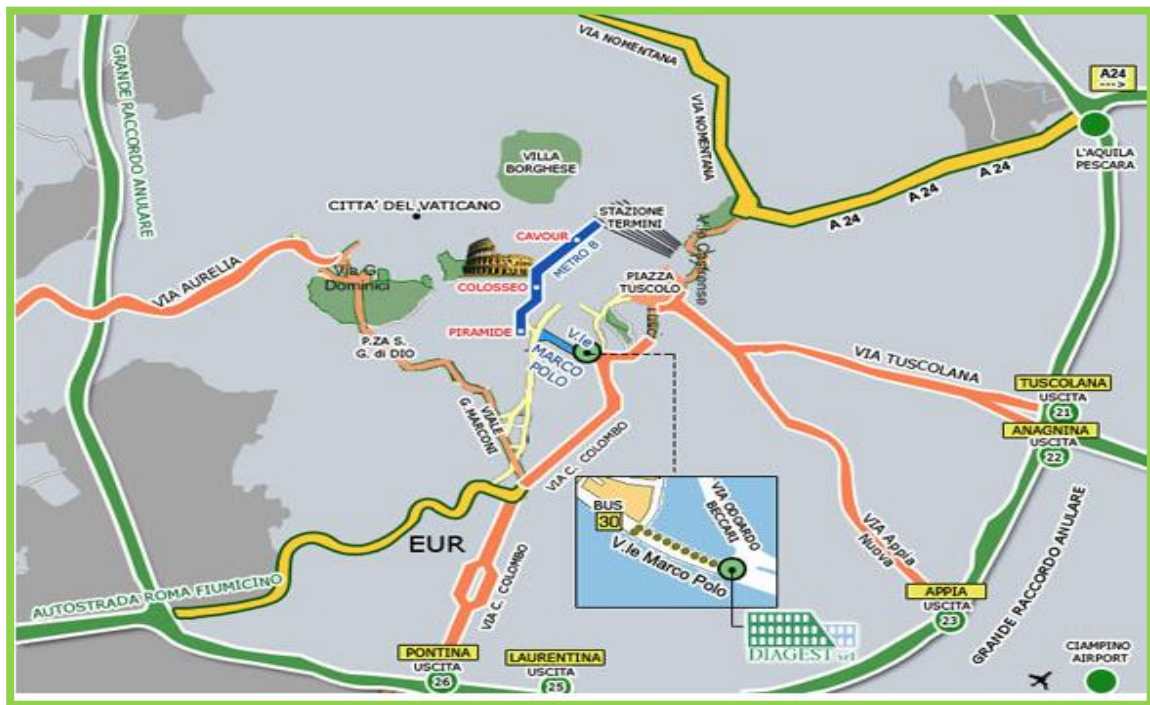 VIA NOMENTANA
GRANDE RACCORDO ANULARE
A24
--->
VIA NOMENTANA
L'AQUILA
PESCARA
VILLA
BORGHESE
A 24
A 24
A 24
CITTA' DEL VATICANO
STAZIONE
TERMINI
CAVOUR
METRO B
VIA AURELIA
Via G.
Dominici
COLOSSEO
PIAZZA
TUSCOLO
PIRAMIDE
V.le
MARCO
POLO
P.ZA S.
G. di DIO
VIA TUSCOLANA
TUSCOLANA
USCITA
21
ANAGNINA
USCITA
22
VIALE
G. MARCONI
VIA C. COLOMBO
BUS
30
VIA ODOARDO
BECCARI
V.le Marco Polo
EUR
VIA Appia
Nuova
AUTOSTRADA ROMA FIUMICINO
VIA C. COLOMBO
APPIA
USCITA
23
GRANDE RACCORDO ANULARE
DIAGEST srl
PONTINA
USCITA
26
LAURENTINA
USCITA
25
CIAMPINO
AIRPORT